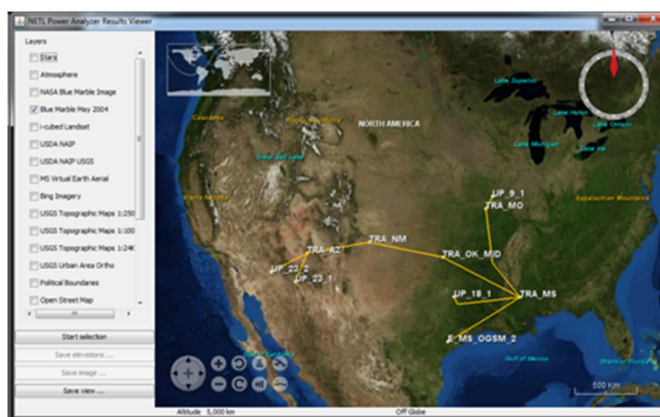 NETL Power Analyzer Results Viewer
Layers
Stars
Atmosphere
NASA Blue Marble Image
Blue Marble May 2004
i-cubed Landsat
USDA NAIP
USDA NAIP USGS
MS Virtual Earth Aerial
Bing Imagery
USGS Topographic Maps 1:250
USGS Topographic Maps 1:100
USGS Topographic Maps 1:24K
USGS Urban Area Ortho
Political Boundaries
Open Street Map
Start selection
Save elevations ...
Save image ...
Save view ...
Cascades
Great Salt Lake
NORTH AMERICA
Lake Superior
Lake Huron
Lake Ontario
Lake Michigan
Appalachian Mountains
UP_9_1
TRA_MO
TRA_NM
TRA_AZ
TRA_OK_MID
UP_23_2
UP_23_1
UP_18_1
TRA_MS
E_MS_OGSM_2
Gulf of Mexico
Straits of Florida
500 km
Altitude 5,000 km
Off Globe